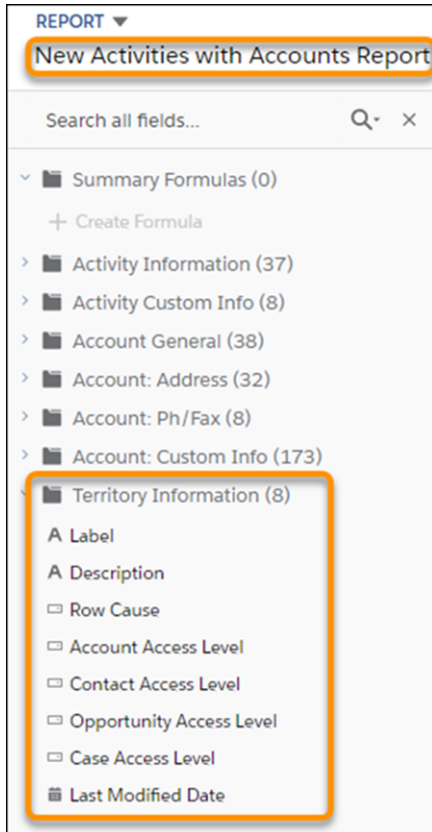 REPORT
New Activities with Accounts Report
Search all fields...
Summary Formulas (0)
Create Formula
Activity Information (37)
Activity Custom Info (8)
Account General (38)
Account: Address (32)
Account: Ph/Fax (8)
Account: Custom Info (173)
Territory Information (8)
A Label
A Description
Row Cause
Account Access Level
Contact Access Level
Opportunity Access Level
Case Access Level
Last Modified Date